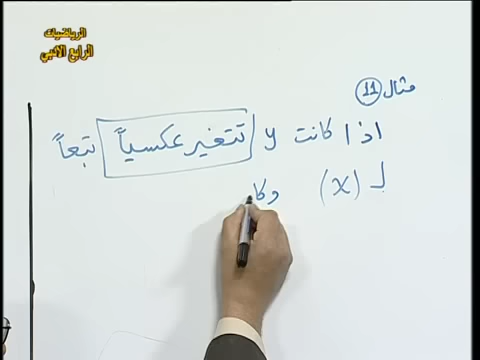 الرياضيات
الرابع الادبي
مثال 11
اذا كانت y تتغير عكسياً تبعاً
لـ (x) وكا